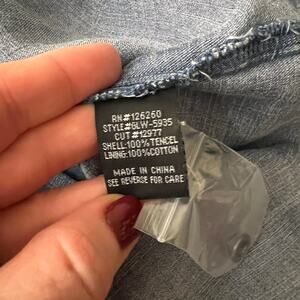 RN#126260
STYLE#GLW-5935
CUT#12977
SHELL:100%TENCEL
LINING:100%COTTON
MADE IN CHINA
SEE REVERSE FOR CARE